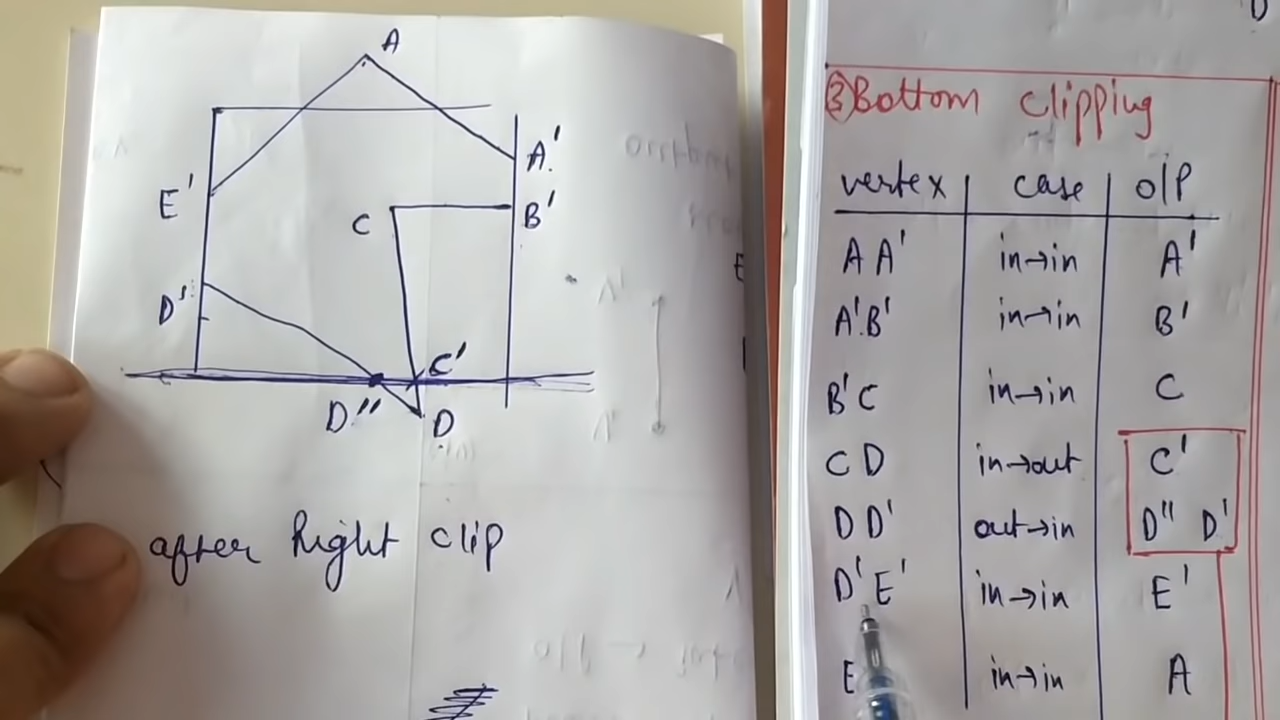 A
A'
E'
C
B'
D'
C'
D''
D
after Right clip
③ Bottom clipping
vertex case o/p
A A' in→in A'
A'B' in→in B'
B'C in→in C
C D in→out C'
D D' out→in D'' D'
D'E' in→in E'
E in→in A